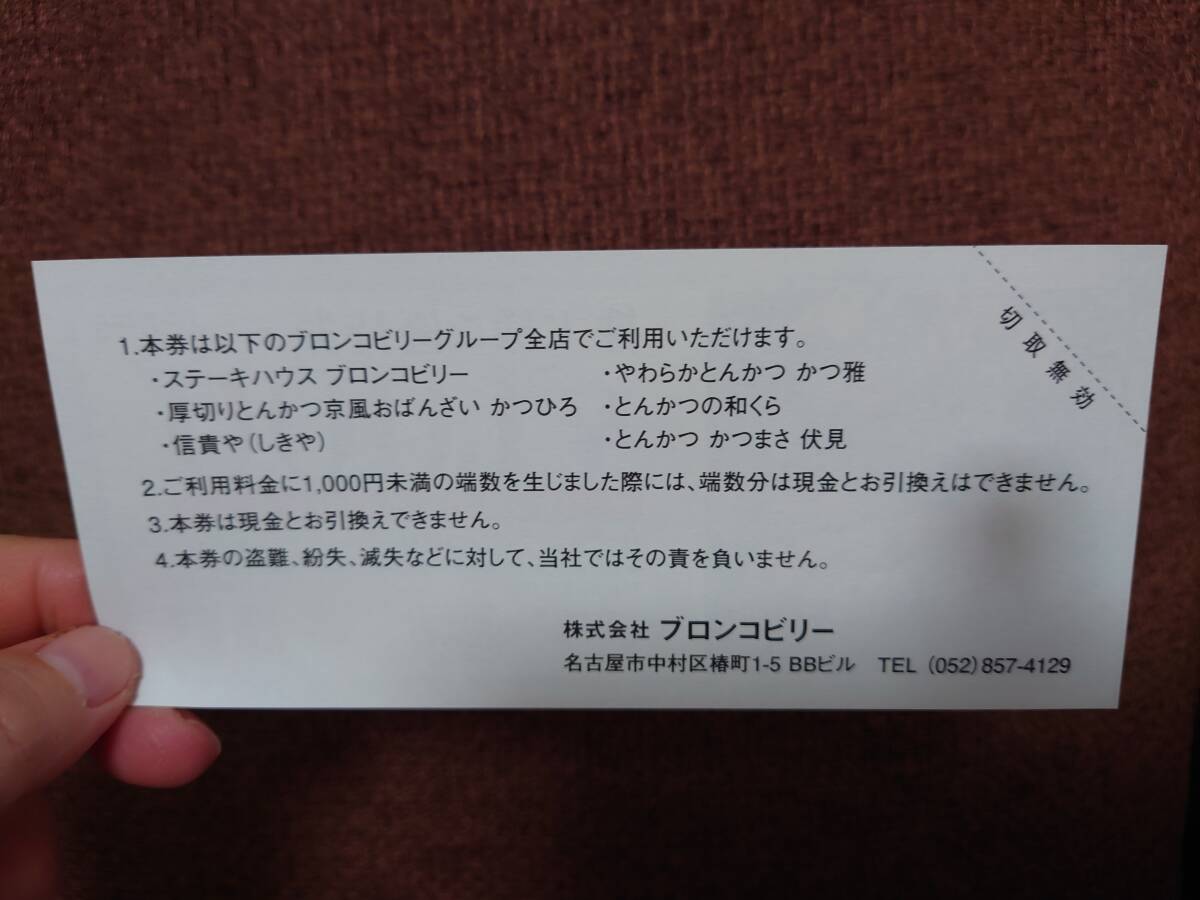 切取無効
1.本券は以下のブロンコビリーグループ全店でご利用いただけます。
・ステーキハウス ブロンコビリー ・やわらかとんかつ かつ雅
・厚切りとんかつ京風おばんざい かつひろ ・とんかつの和くら
・信貴や(しきや) ・とんかつ かつまさ 伏見
2.ご利用料金に1,000円未満の端数を生じました際には、端数分は現金とお引換えはできません。
3.本券は現金とお引換えできません。
4.本券の盗難、紛失、滅失などに対して、当社ではその責を負いません。
株式会社 ブロンコビリー
名古屋市中村区椿町1-5 BBビル TEL (052)857-4129